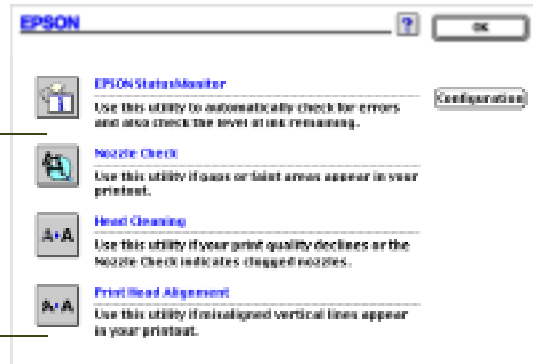 EPSON
?
OK
EPSON StatusMonitor
Use this utility to automatically check for errors
and also check the level of ink remaining.
Configuration
Nozzle Check
Use this utility if gaps or faint areas appear in your
printout.
Head Cleaning
Use this utility if your print quality declines or the
Nozzle Check indicates clogged nozzles.
Print Head Alignment
Use this utility if misaligned vertical lines appear
in your printout.